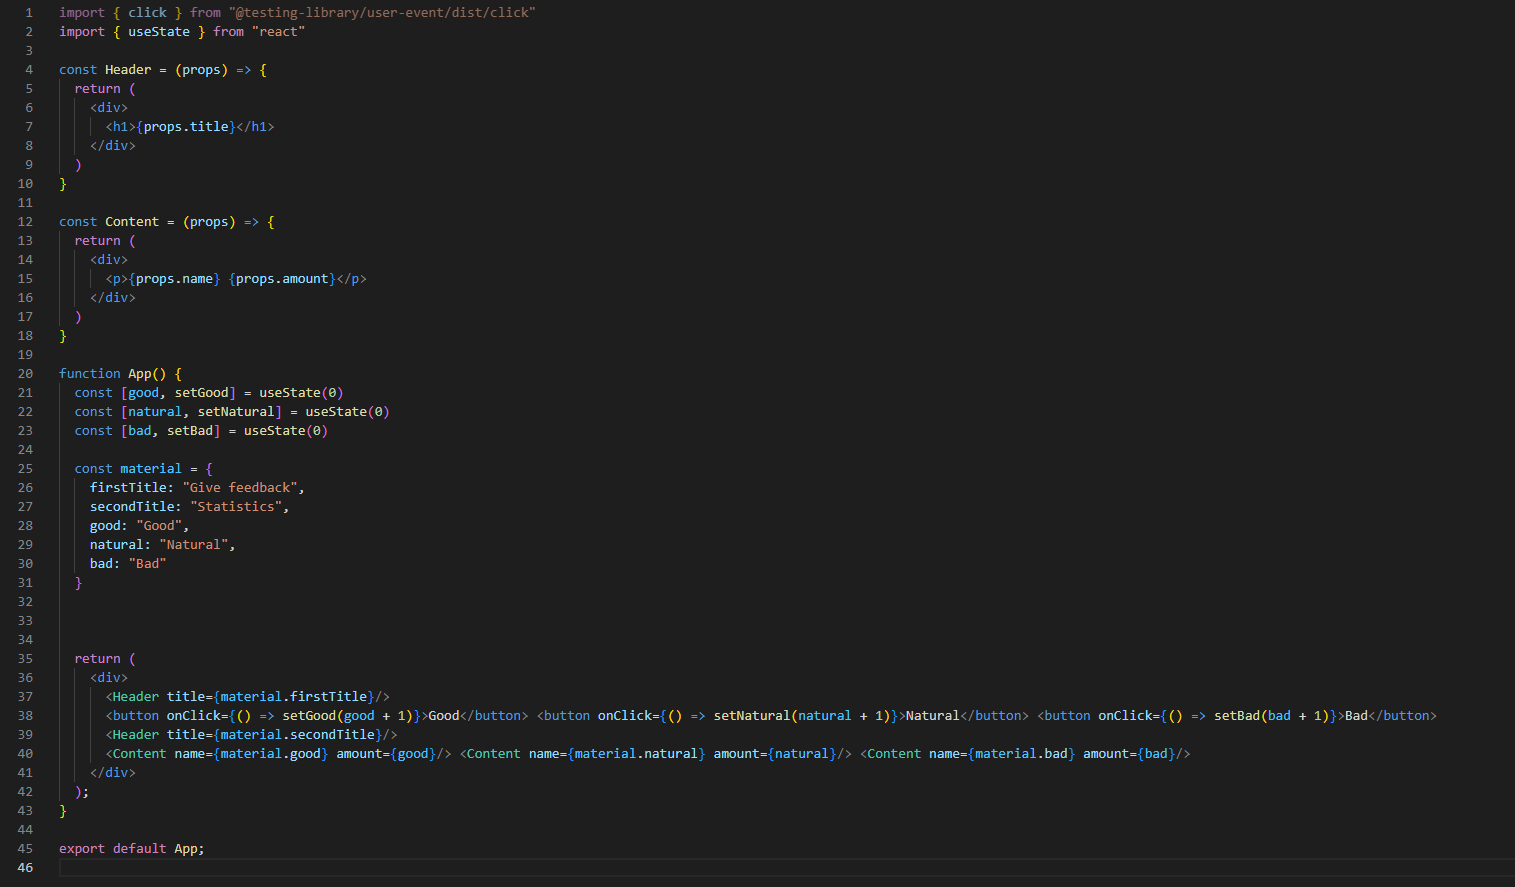 1 import { click } from "@testing-library/user-event/dist/click"
2 import { useState } from "react"
3
4 const Header = (props) => {
5   return (
6     <div>
7       <h1>{props.title}</h1>
8     </div>
9   )
10 }
11
12 const Content = (props) => {
13   return (
14     <div>
15       <p>{props.name} {props.amount}</p>
16     </div>
17   )
18 }
19
20 function App() {
21   const [good, setGood] = useState(0)
22   const [natural, setNatural] = useState(0)
23   const [bad, setBad] = useState(0)
24
25   const material = {
26     firstTitle: "Give feedback",
27     secondTitle: "Statistics",
28     good: "Good",
29     natural: "Natural",
30     bad: "Bad"
31   }
32
33
34
35   return (
36     <div>
37       <Header title={material.firstTitle}/>
38       <button onClick={() => setGood(good + 1)}>Good</button> <button onClick={() => setNatural(natural + 1)}>Natural</button> <button onClick={() => setBad(bad + 1)}>Bad</button>
39       <Header title={material.secondTitle}/>
40       <Content name={material.good} amount={good}/> <Content name={material.natural} amount={natural}/> <Content name={material.bad} amount={bad}/>
41     </div>
42   );
43 }
44
45 export default App;
46